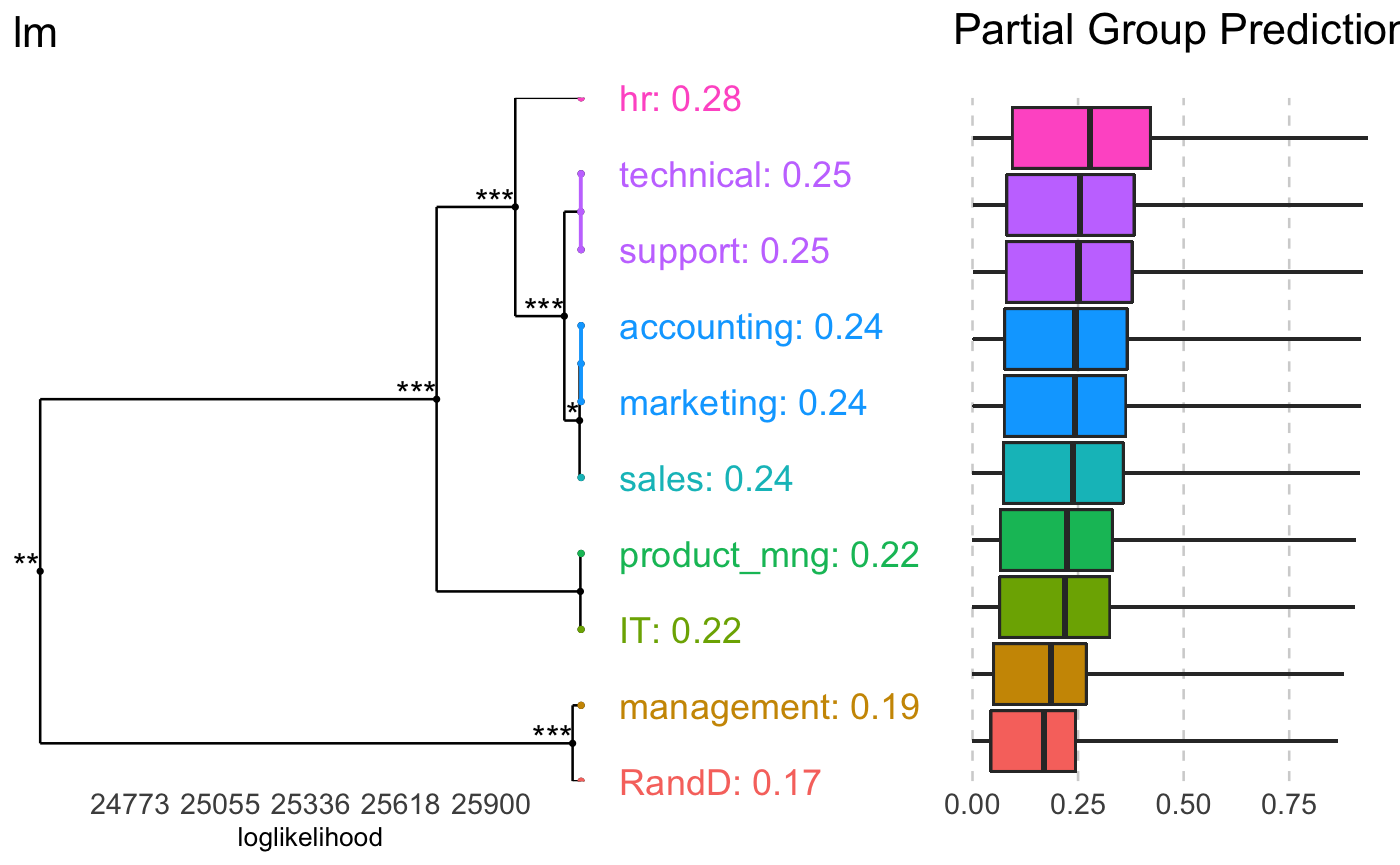 lm
Partial Group Prediction
hr: 0.28
technical: 0.25
***
support: 0.25
***
accounting: 0.24
***
marketing: 0.24
*
sales: 0.24
**
product_mng: 0.22
IT: 0.22
management: 0.19
***
RandD: 0.17
24773 25055 25336 25618 25900
0.00 0.25 0.50 0.75
loglikelihood